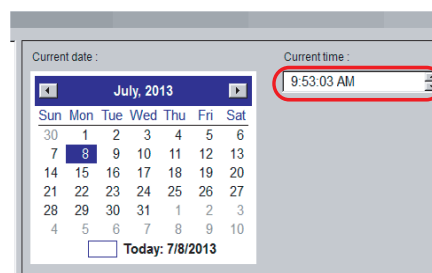 Current date :
Current time :
July, 2013
9:53:03 AM
Sun Mon Tue Wed Thu Fri Sat
30 1 2 3 4 5 6
7 8 9 10 11 12 13
14 15 16 17 18 19 20
21 22 23 24 25 26 27
28 29 30 31 1 2 3
4 5 6 7 8 9 10
Today: 7/8/2013